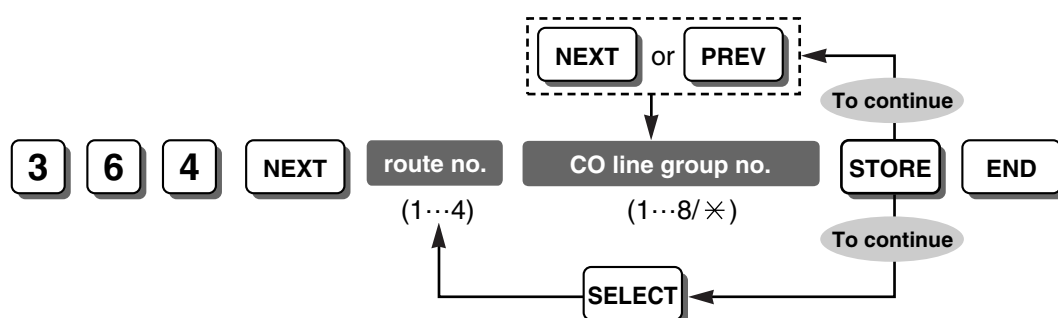 NEXT or PREV
To continue
3 6 4 NEXT route no. CO line group no. STORE END
(1···4) (1···8/✳)
To continue
SELECT